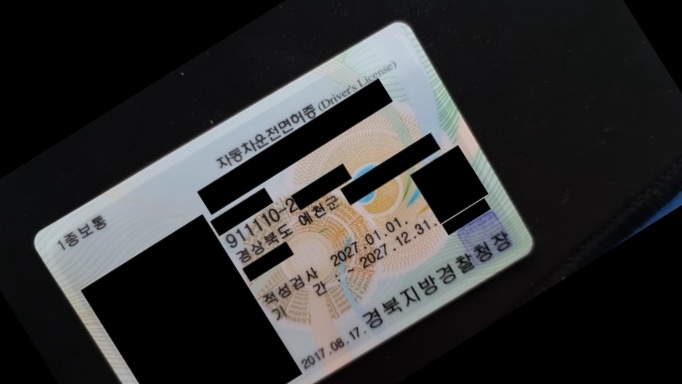 자동차운전면허증 (Driver's License)
1종보통
911110-2
경상북도 예천군
적성검사 2027.01.01.
기 간 : ~ 2027.12.31.
2017.08.17. 경북지방경찰청장